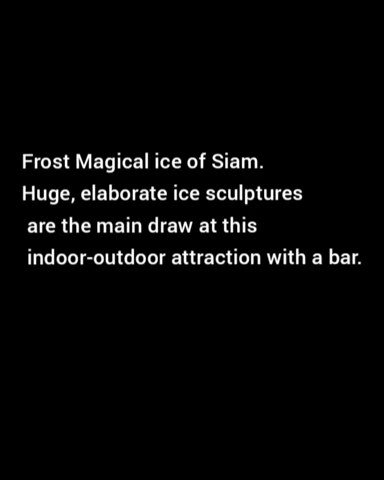 Frost Magical ice of Siam.
Huge, elaborate ice sculptures
are the main draw at this
indoor-outdoor attraction with a bar.